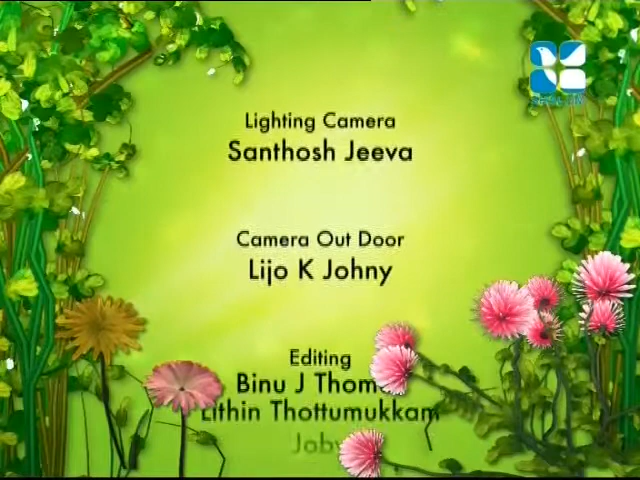 Lighting Camera
Santhosh Jeeva
Camera Out Door
Lijo K Johny
Editing
Binu J
Lithin Thottumukkam